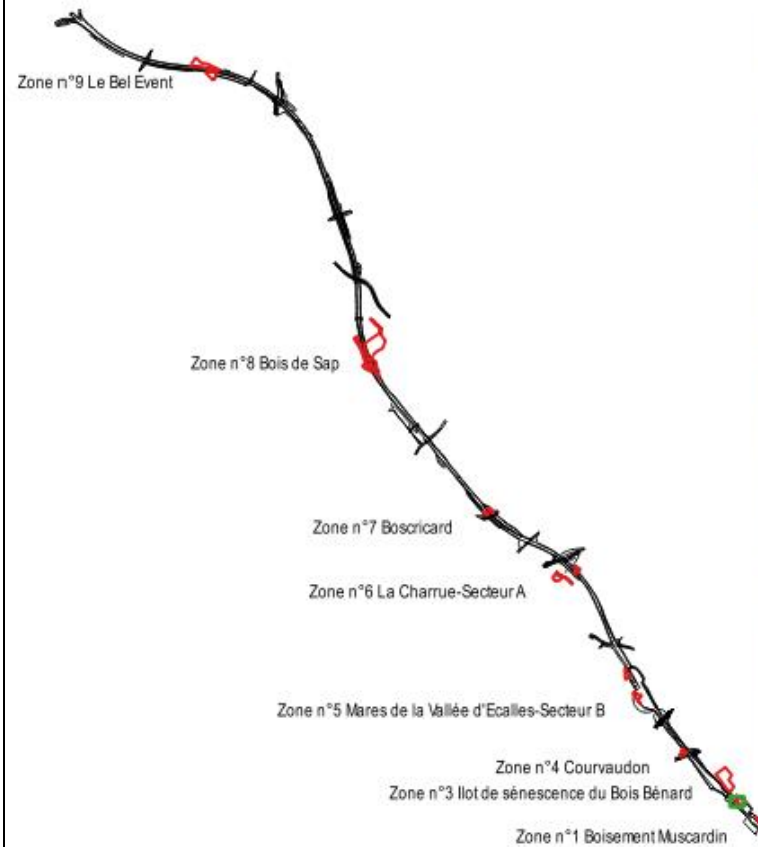 Zone n°9 Le Bel Event
Zone n°8 Bois de Sap
Zone n°7 Boscricard
Zone n°6 La Charrue-Secteur A
Zone n°5 Mares de la Vallée d'Ecalles-Secteur B
Zone n°4 Courvaudon
Zone n°3 Ilot de sénescence du Bois Bénard
Zone n°1 Boisement Muscardin